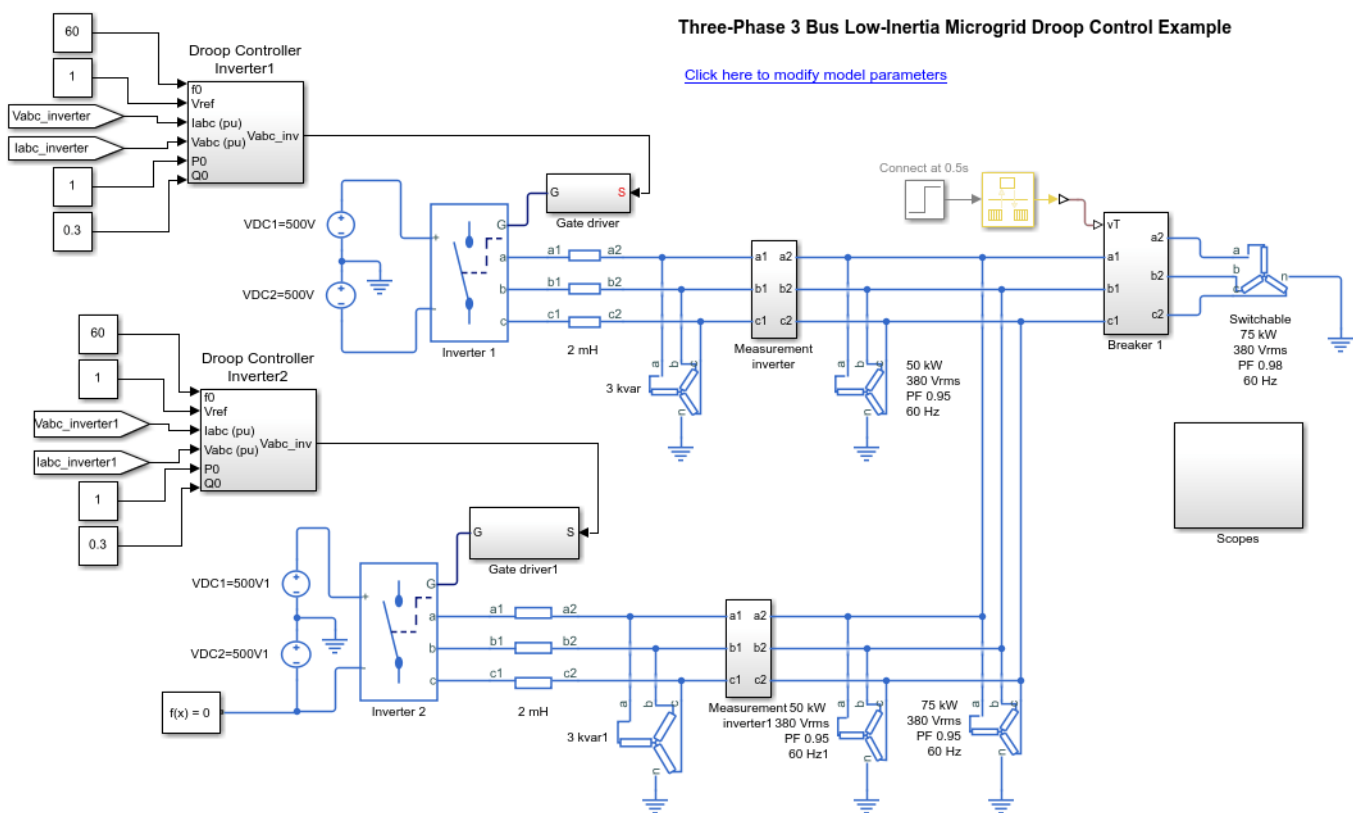 Three-Phase 3 Bus Low-Inertia Microgrid Droop Control Example
Click here to modify model parameters
60
1
Vabc_inverter
Iabc_inverter
1
0.3
Droop Controller
Inverter1
f0
Vref
Iabc (pu)
Vabc (pu)
P0
Q0
Vabc_inv
VDC1=500V
VDC2=500V
G
S
Gate driver
+
G
a
b
c
Inverter 1
a1
a2
b1
b2
c1
c2
2 mH
a
b
c
n
3 kvar
a1
a2
b1
b2
c1
c2
Measurement
inverter
a
b
c
n
50 kW
380 Vrms
PF 0.95
60 Hz
Connect at 0.5s
vT
a1
b1
c1
a2
b2
c2
Breaker 1
a
b
c
n
Switchable
75 kW
380 Vrms
PF 0.98
60 Hz
Scopes
60
1
Vabc_inverter1
Iabc_inverter1
1
0.3
Droop Controller
Inverter2
f0
Vref
Iabc (pu)
Vabc (pu)
P0
Q0
Vabc_inv
VDC1=500V1
VDC2=500V1
f(x) = 0
G
S
Gate driver1
+
G
a
b
c
Inverter 2
a1
a2
b1
b2
c1
c2
2 mH
a
b
c
n
3 kvar1
a1
a2
b1
b2
c1
c2
Measurement
inverter1
a
b
c
n
50 kW
380 Vrms
PF 0.95
60 Hz1
a
b
c
n
75 kW
380 Vrms
PF 0.95
60 Hz